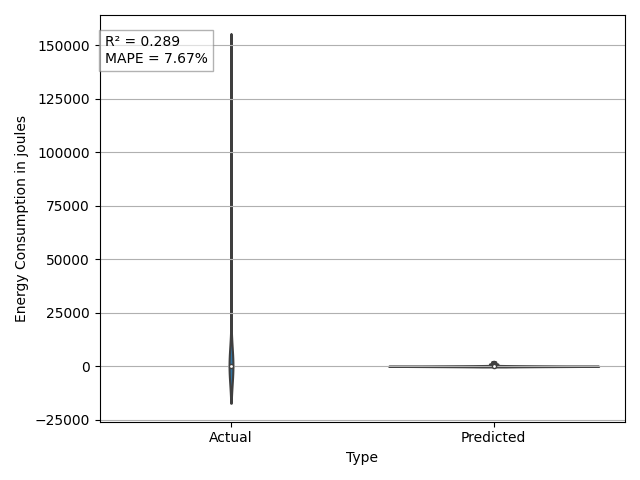 R² = 0.289
MAPE = 7.67%
150000
125000
100000
75000
50000
25000
0
−25000
Energy Consumption in joules
Actual
Predicted
Type